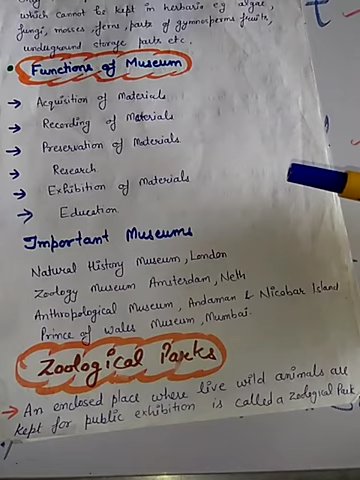 which cannot be kept in herbaria e.g algae,
fungi, mosses, ferns, parts of gymnosperms fruits,
unduground storage parts etc.
• Functions of Museum
→ Acquisition of Materials
→ Recording of Materials
→ Preservation of Materials
→ Research
→ Exhibition of Materials
→ Education
Important Museums
Natural History Museum, London
Zoology Museum Amsterdam, Neth
Anthropological Museum, Andaman & Nicobar Island
Prince of Wales Museum, Mumbai.
Zoological Parks
→ An enclosed place where live wild animals are
kept for public exhibition is called a Zoological Park